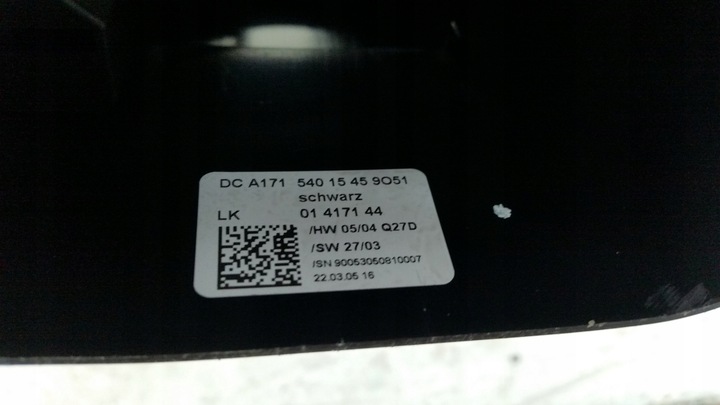 DC A171 540 15 45 9O51
schwarz
LK 01 4171 44
/HW 05/04 Q27D
/SW 27/03
/SN 90053050810007
22.03.05 16